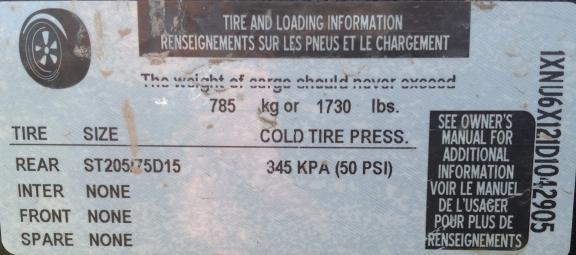 TIRE AND LOADING INFORMATION
RENSEIGNEMENTS SUR LES PNEUS ET LE CHARGEMENT
The weight of cargo should never exceed
785 kg or 1730 lbs.
TIRE SIZE COLD TIRE PRESS.
REAR ST205/75D15 345 KPA (50 PSI)
INTER NONE
FRONT NONE
SPARE NONE
SEE OWNER'S
MANUAL FOR
ADDITIONAL
INFORMATION
VOIR LE MANUEL
DE L'USAGER
POUR PLUS DE
RENSEIGNEMENTS
1XNU6X121D1042905